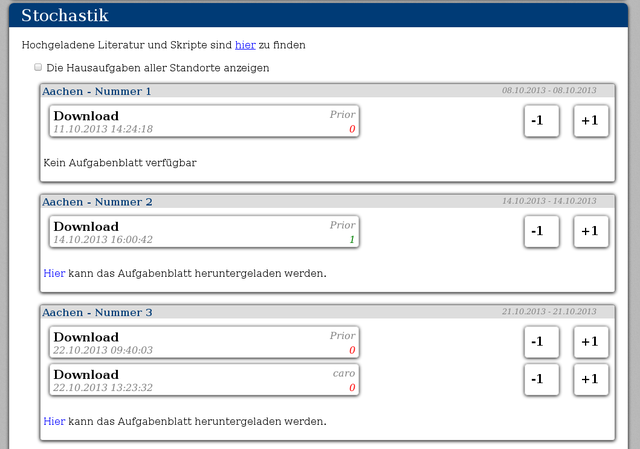 Stochastik
Hochgeladene Literatur und Skripte sind hier zu finden
Die Hausaufgaben aller Standorte anzeigen
Aachen - Nummer 1 08.10.2013 - 08.10.2013
Download Prior -1 +1
11.10.2013 14:24:18 0
Kein Aufgabenblatt verfügbar
Aachen - Nummer 2 14.10.2013 - 14.10.2013
Download Prior -1 +1
14.10.2013 16:00:42 1
Hier kann das Aufgabenblatt heruntergeladen werden.
Aachen - Nummer 3 21.10.2013 - 21.10.2013
Download Prior -1 +1
22.10.2013 09:40:03 0
Download caro -1 +1
22.10.2013 13:23:32 0
Hier kann das Aufgabenblatt heruntergeladen werden.